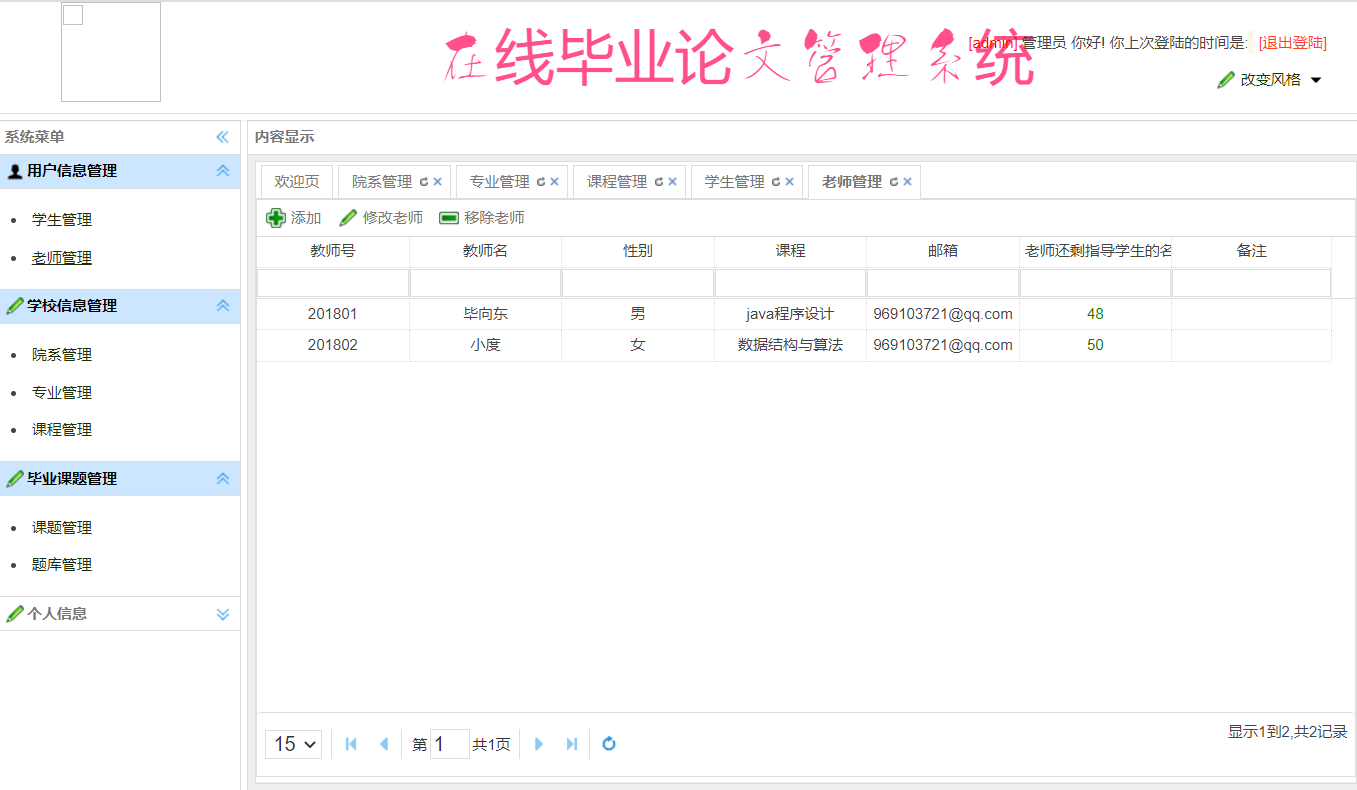 在线毕业论文管理系统
[admin] 管理员 你好! 你上次登陆的时间是: [退出登陆]
改变风格
系统菜单
用户信息管理
学生管理
老师管理
学校信息管理
院系管理
专业管理
课程管理
毕业课题管理
课题管理
题库管理
个人信息
内容显示
欢迎页 院系管理 专业管理 课程管理 学生管理 老师管理
添加 修改老师 移除老师
教师号 教师名 性别 课程 邮箱 老师还剩指导学生的名 备注
201801 毕向东 男 java程序设计 969103721@qq.com 48
201802 小度 女 数据结构与算法 969103721@qq.com 50
15 第 1 共1页 显示1到2,共2记录